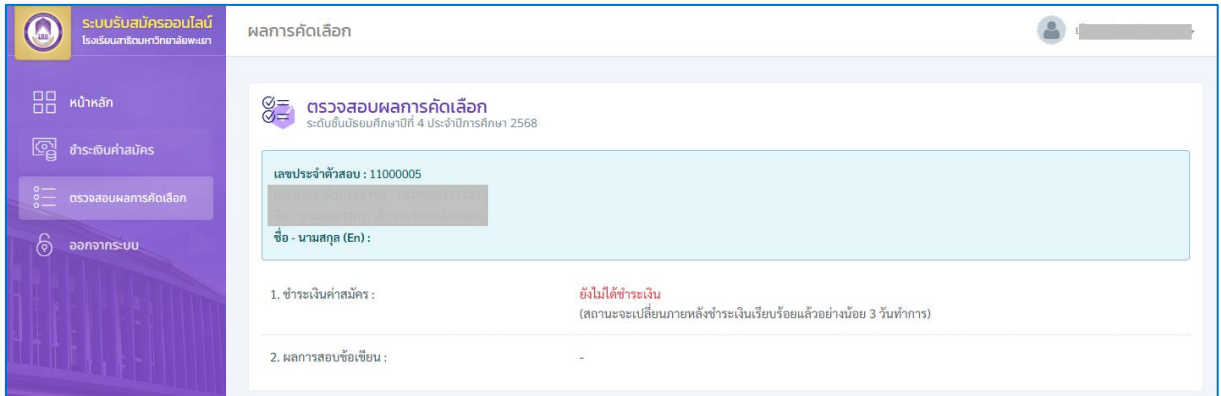 ระบบรับสมัครออนไลน์
โรงเรียนสาธิตมหาวิทยาลัยพะเยา
ผลการคัดเลือก
หน้าหลัก
ชำระเงินค่าสมัคร
ตรวจสอบผลการคัดเลือก
ออกจากระบบ
ตรวจสอบผลการคัดเลือก
ระดับชั้นมัธยมศึกษาปีที่ 4 ประจำปีการศึกษา 2568
เลขประจำตัวสอบ : 11000005
ชื่อ - นามสกุล (En) :
1. ชำระเงินค่าสมัคร : ยังไม่ได้ชำระเงิน
(สถานะจะเปลี่ยนภายหลังชำระเงินเรียบร้อยแล้วอย่างน้อย 3 วันทำการ)
2. ผลการสอบข้อเขียน : -